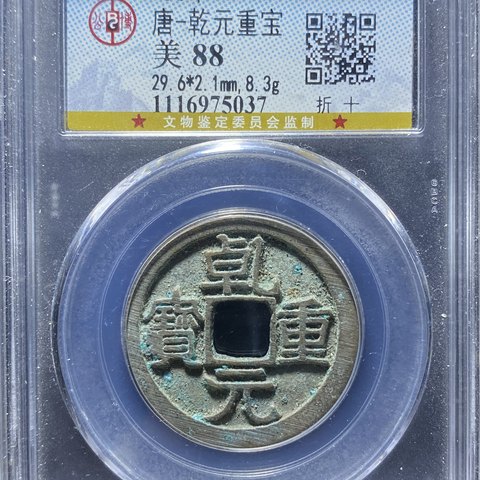 唐-乾元重宝
美 88
29.6*2.1mm,8.3g
1116975037 折十
★ 文物鉴定委员会监制 ★
乾元重寶